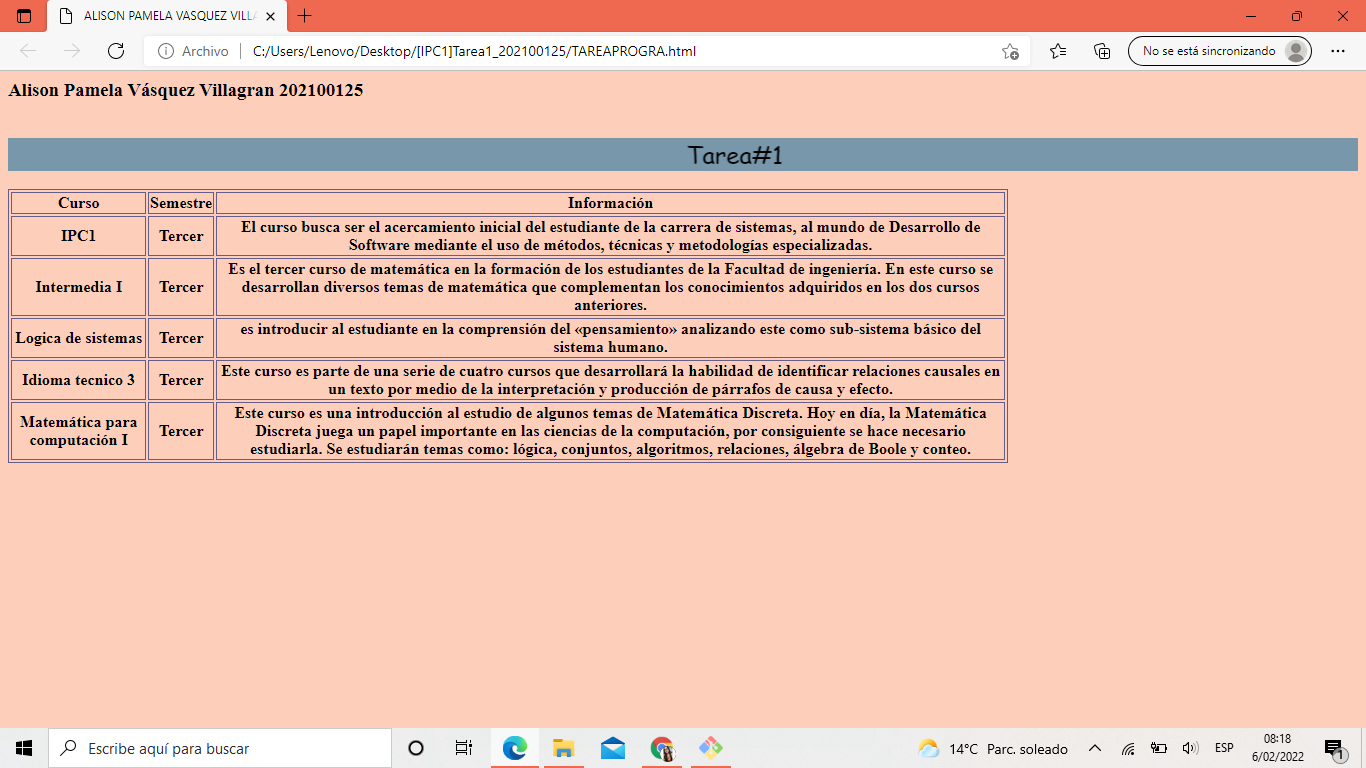 ALISON PAMELA VASQUEZ VILL
Archivo
C:/Users/Lenovo/Desktop/[IPC1]Tarea1_202100125/TAREAPROGRA.html
No se está sincronizando
Alison Pamela Vásquez Villagran 202100125
Tarea#1
Curso Semestre Información
IPC1 Tercer El curso busca ser el acercamiento inicial del estudiante de la carrera de sistemas, al mundo de Desarrollo de
Software mediante el uso de métodos, técnicas y metodologías especializadas.
Intermedia I Tercer Es el tercer curso de matemática en la formación de los estudiantes de la Facultad de ingeniería. En este curso se
desarrollan diversos temas de matemática que complementan los conocimientos adquiridos en los dos cursos
anteriores.
Logica de sistemas Tercer es introducir al estudiante en la comprensión del «pensamiento» analizando este como sub-sistema básico del
sistema humano.
Idioma tecnico 3 Tercer Este curso es parte de una serie de cuatro cursos que desarrollará la habilidad de identificar relaciones causales en
un texto por medio de la interpretación y producción de párrafos de causa y efecto.
Matemática para
computación I
Tercer
Este curso es una introducción al estudio de algunos temas de Matemática Discreta. Hoy en día, la Matemática
Discreta juega un papel importante en las ciencias de la computación, por consiguiente se hace necesario
estudiarla. Se estudiarán temas como: lógica, conjuntos, algoritmos, relaciones, álgebra de Boole y conteo.
Escribe aquí para buscar
14°C Parc. soleado
ESP
08:18
6/02/2022
1